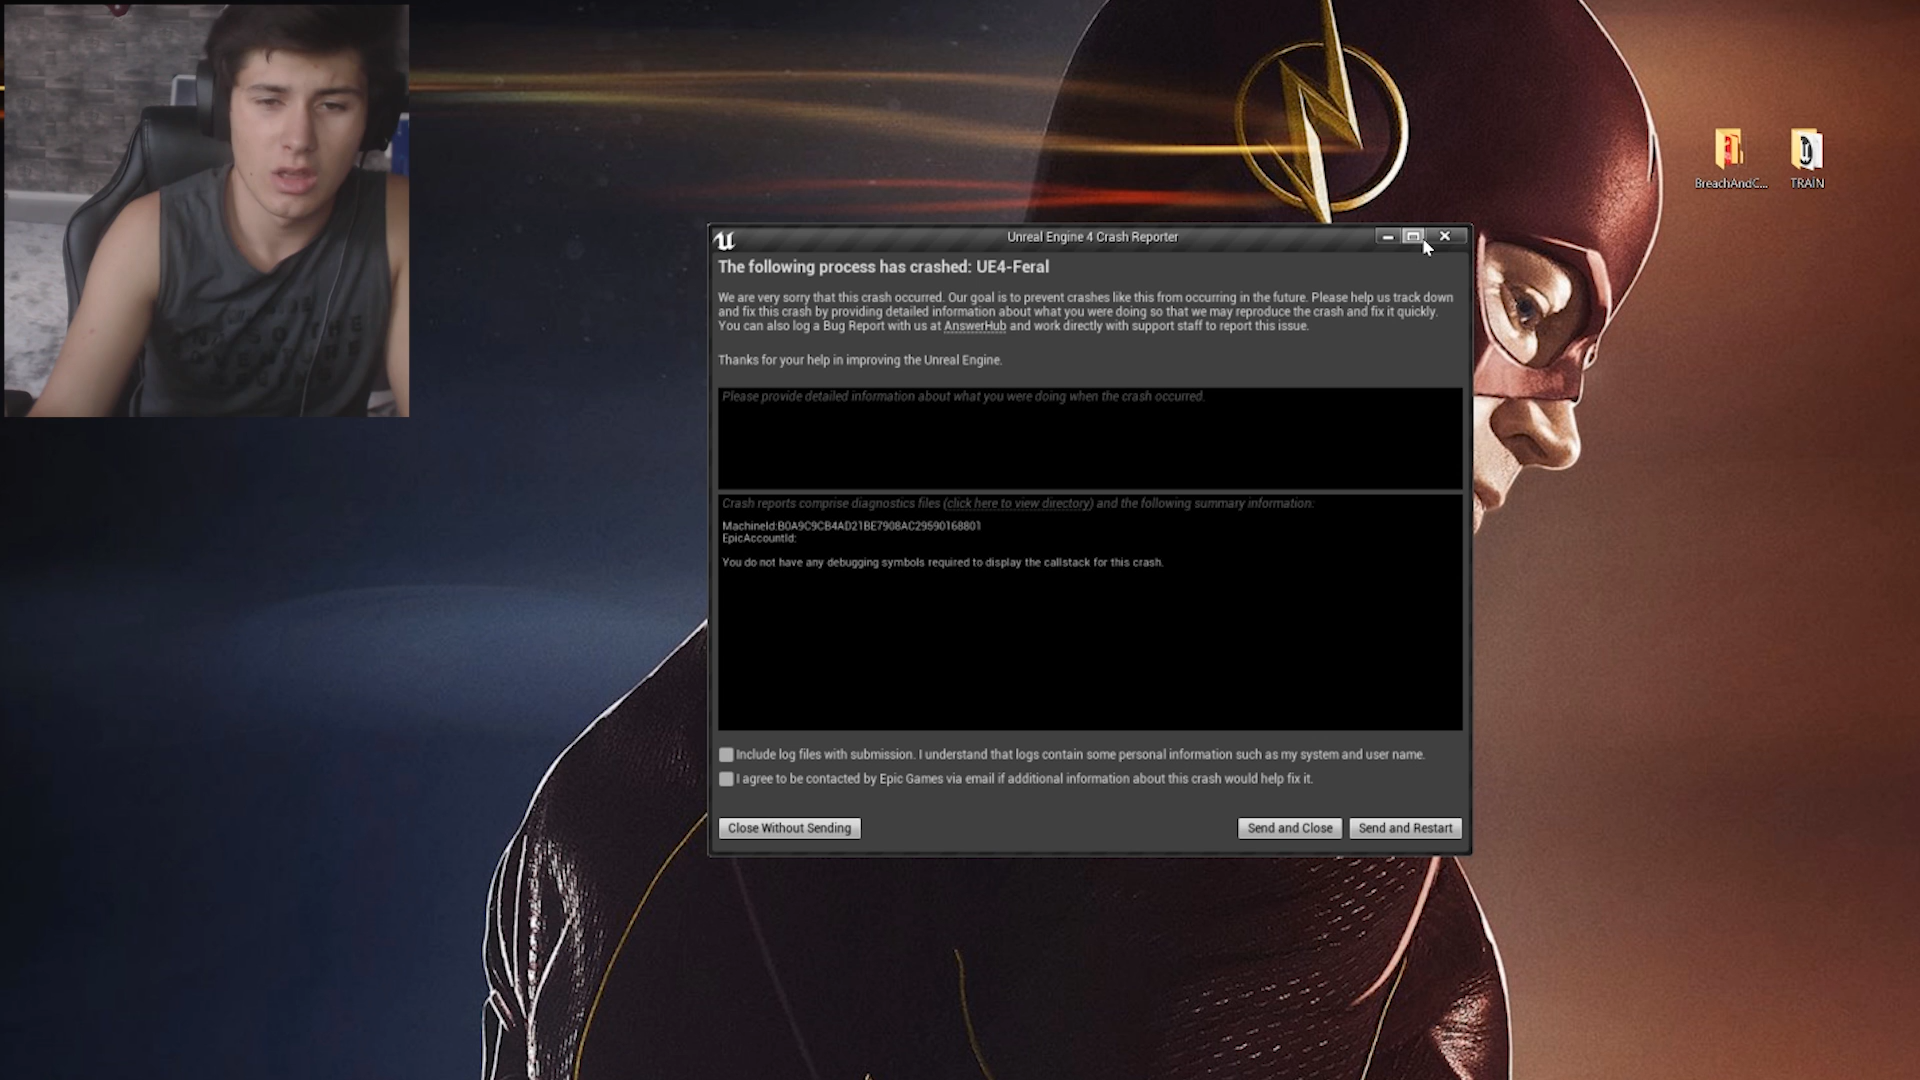 BreachAndC...
TRAIN
Unreal Engine 4 Crash Reporter
The following process has crashed: UE4-Feral
We are very sorry that this crash occurred. Our goal is to prevent crashes like this from occurring in the future. Please help us track down
and fix this crash by providing detailed information about what you were doing so that we may reproduce the crash and fix it quickly.
You can also log a Bug Report with us at AnswerHub and work directly with support staff to report this issue.
Thanks for your help in improving the Unreal Engine.
Please provide detailed information about what you were doing when the crash occurred.
Crash reports comprise diagnostics files (click here to view directory) and the following summary information:
MachineId:B0A9C9CB4AD21BE7908AC29590168801
EpicAccountId:
You do not have any debugging symbols required to display the callstack for this crash.
Include log files with submission. I understand that logs contain some personal information such as my system and user name.
I agree to be contacted by Epic Games via email if additional information about this crash would help fix it.
Close Without Sending
Send and Close
Send and Restart